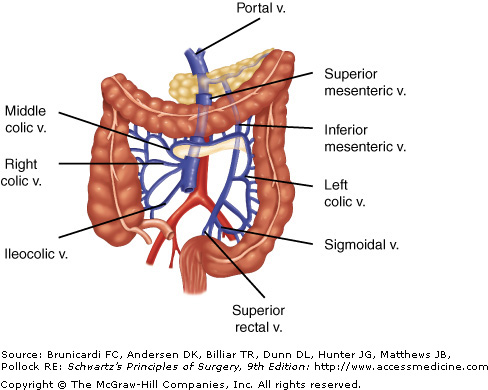 Portal v.
Superior
mesenteric v.
Middle
colic v.
Inferior
mesenteric v.
Right
colic v.
Left
colic v.
Ileocolic v.
Sigmoidal v.
Superior
rectal v.
Source: Brunicardi FC, Andersen DK, Billiar TR, Dunn DL, Hunter JG, Matthews JB,
Pollock RE: Schwartz's Principles of Surgery, 9th Edition: http://www.accessmedicine.com
Copyright © The McGraw-Hill Companies, Inc. All rights reserved.